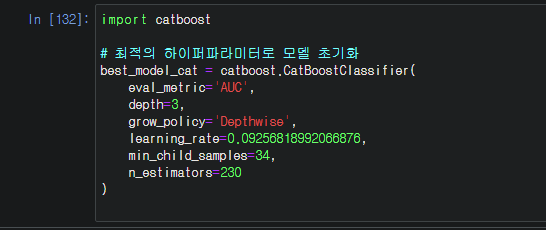 In [132]: import catboost
# 최적의 하이퍼파라미터로 모델 초기화
best_model_cat = catboost.CatBoostClassifier(
eval_metric='AUC',
depth=3,
grow_policy='Depthwise',
learning_rate=0.09256818992066876,
min_child_samples=34,
n_estimators=230
)